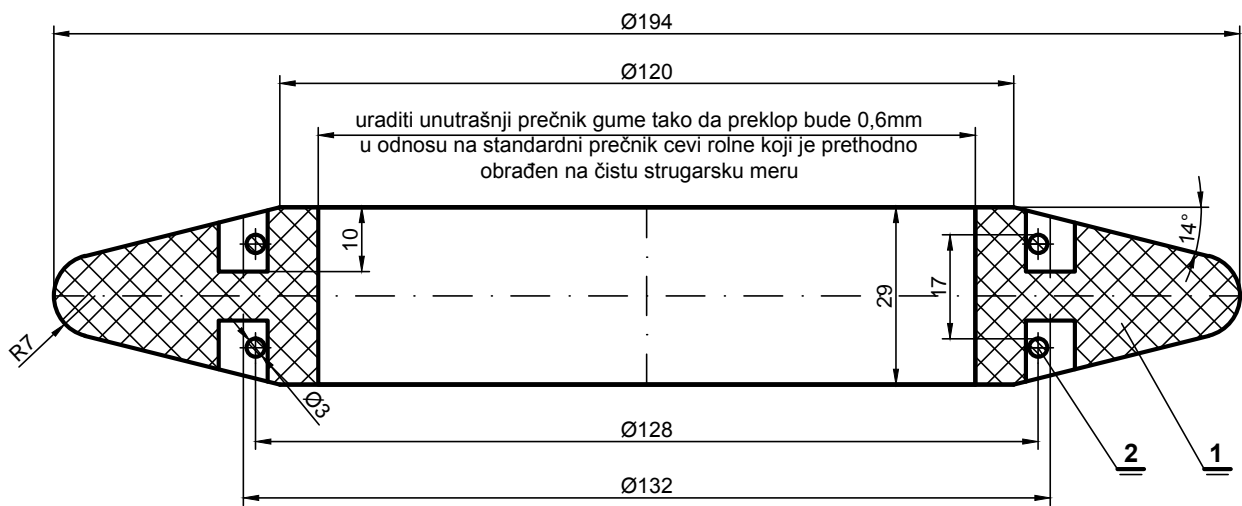 Ø194
Ø120
uraditi unutrašnji prečnik gume tako da preklop bude 0,6mm
u odnosu na standardni prečnik cevi rolne koji je prethodno
obrađen na čistu strugarsku meru
10
14°
17
29
R7
Ø3
Ø128
2
1
Ø132